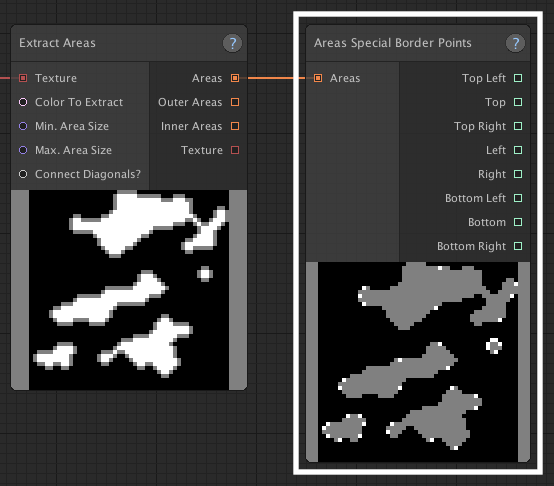 Extract Areas ?
Texture
Color To Extract
Min. Area Size
Max. Area Size
Connect Diagonals?
Areas
Outer Areas
Inner Areas
Texture
Areas Special Border Points ?
Areas
Top Left
Top
Top Right
Left
Right
Bottom Left
Bottom
Bottom Right